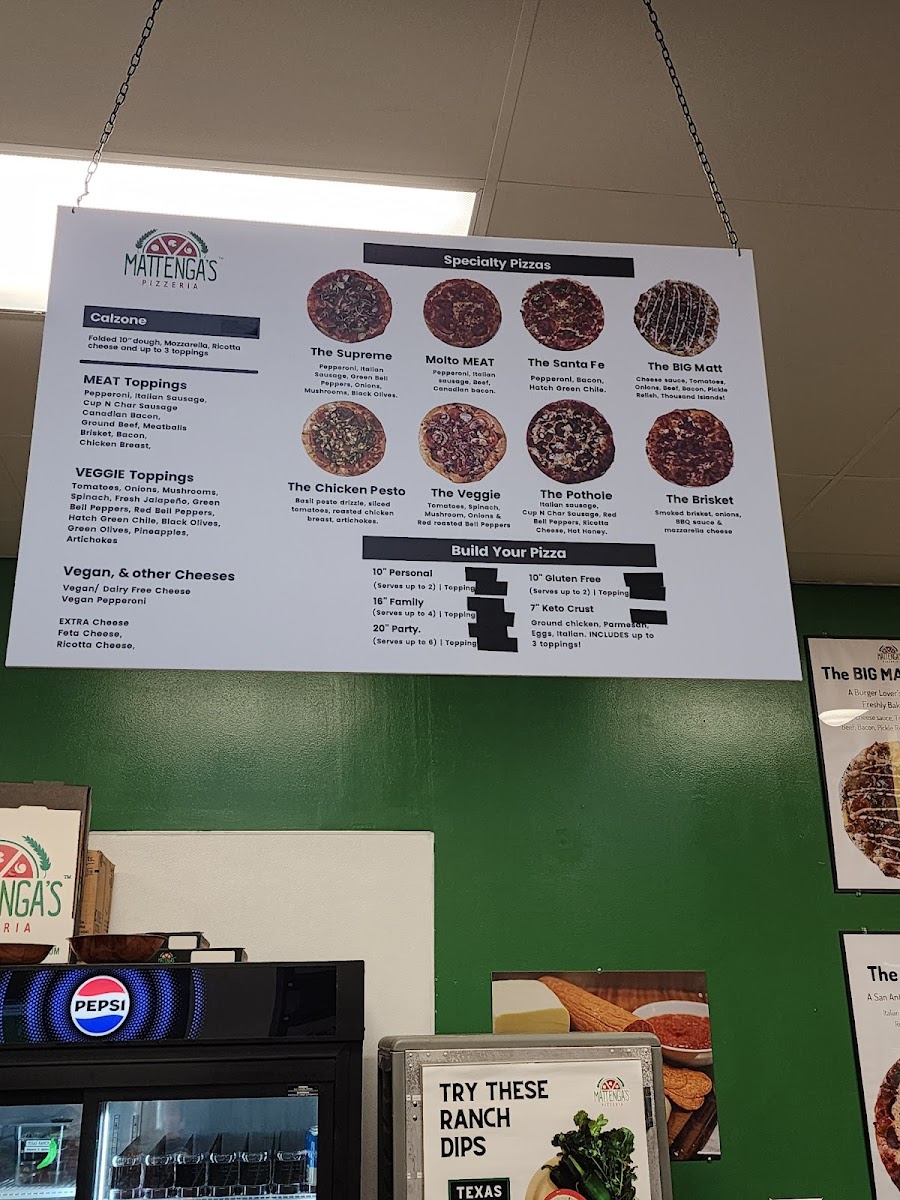 MATTENGA'S™
PIZZERIA
Calzone
Folded 10" dough, Mozzarella, Ricotta
cheese and up to 3 toppings
MEAT Toppings
Pepperoni, Italian Sausage,
Cup N Char Sausage
Canadian Bacon,
Ground Beef, Meatballs
Brisket, Bacon,
Chicken Breast,
VEGGIE Toppings
Tomatoes, Onions, Mushrooms,
Spinach, Fresh Jalapeño, Green
Bell Peppers, Red Bell Peppers,
Hatch Green Chile, Black Olives,
Green Olives, Pineapples,
Artichokes
Vegan, & other Cheeses
Vegan/ Dairy Free Cheese
Vegan Pepperoni
EXTRA Cheese
Feta Cheese,
Ricotta Cheese,
Specialty Pizzas
The Supreme
Pepperoni, Italian
Sausage, Green Bell
Peppers, Onions,
Mushrooms, Black Olives.
Molto MEAT
Pepperoni, Italian
sausage, Beef,
Canadian bacon.
The Santa Fe
Pepperoni, Bacon,
Hatch Green Chile.
The BIG Matt
Cheese sauce, Tomatoes,
Onions, Beef, Bacon, Pickle
Relish, Thousand Islands!
The Chicken Pesto
Basil pesto drizzle, sliced
tomatoes, roasted chicken
breast, artichokes.
The Veggie
Tomatoes, Spinach,
Mushroom, Onions &
Red roasted Bell Peppers
The Pothole
Italian sausage,
Cup N Char Sausage, Red
Bell Peppers, Ricotta
Cheese, Hot Honey.
The Brisket
Smoked brisket, onions,
BBQ sauce &
mozzarella cheese
Build Your Pizza
10" Personal
(Serves up to 2) | Topping
16" Family
(Serves up to 4) | Topping
20" Party.
(Serves up to 6) | Topping
10" Gluten Free
(Serves up to 2) | Topping
7" Keto Crust
Ground chicken, Parmesan,
Eggs, Italian. INCLUDES up to
3 toppings!
The BIG MA
A Burger Lover's
Freshly Bak
cheese sauce, T
Beef, Bacon, Pickle R
The
A San Ant
Italian
NGA'S™
RIA
OM
PEPSI
TRY THESE
RANCH
DIPS
MATTENGA'S
PIZZERIA
TEXAS